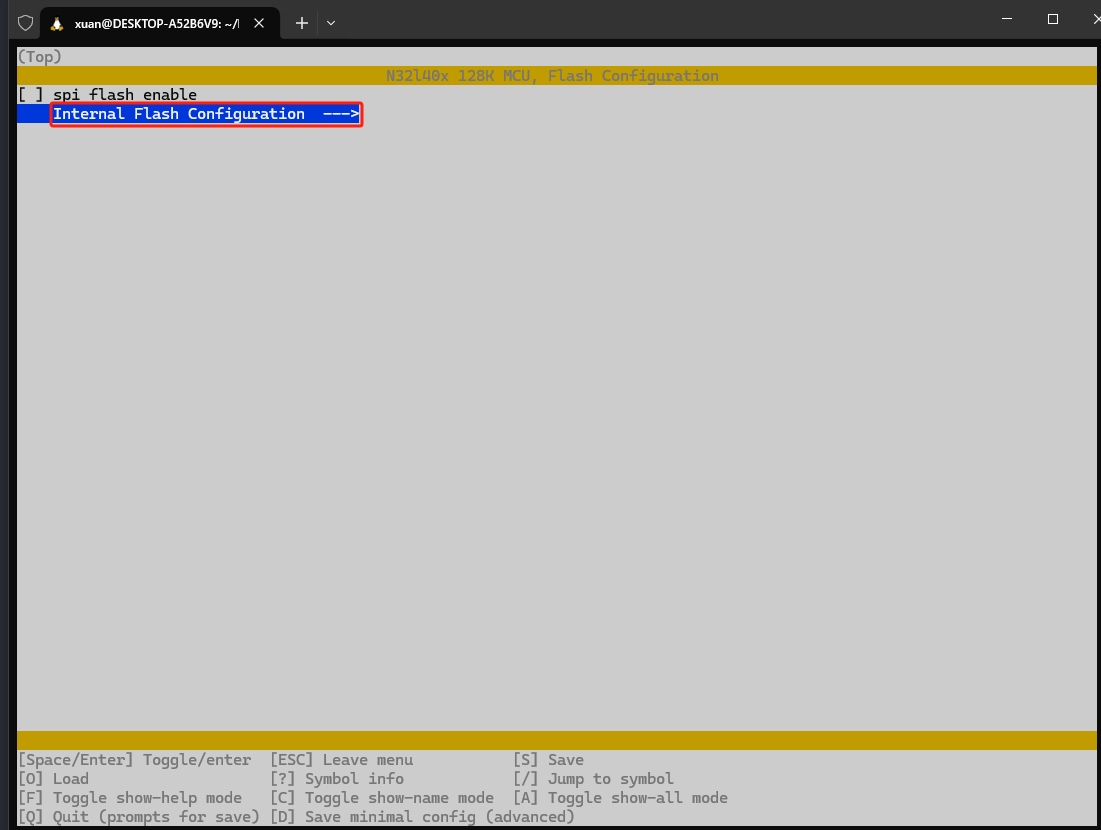 xuan@DESKTOP-A52B6V9: ~/
(Top)
N32l40x 128K MCU, Flash Configuration
[ ] spi flash enable
Internal Flash Configuration  --->
[Space/Enter] Toggle/enter  [ESC] Leave menu           [S] Save
[O] Load                    [?] Symbol info            [/] Jump to symbol
[F] Toggle show-help mode   [C] Toggle show-name mode  [A] Toggle show-all mode
[Q] Quit (prompts for save) [D] Save minimal config (advanced)